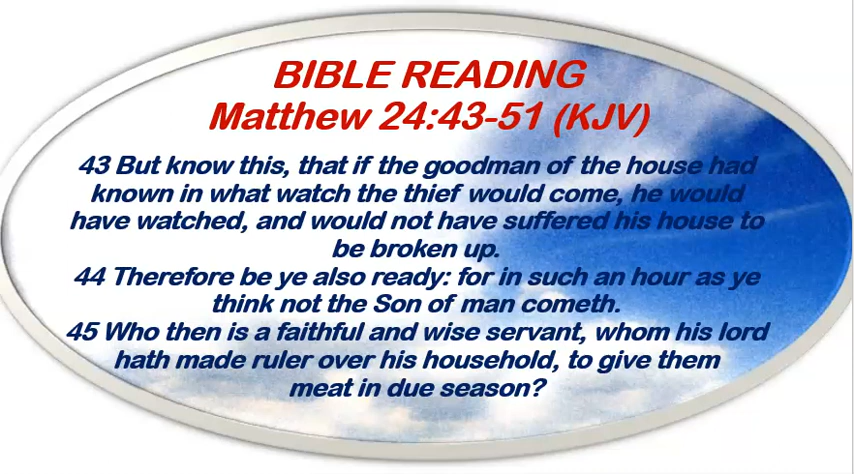 BIBLE READING
Matthew 24:43-51 (KJV)
43 But know this, that if the goodman of the house had
known in what watch the thief would come, he would
have watched, and would not have suffered his house to
be broken up.
44 Therefore be ye also ready: for in such an hour as ye
think not the Son of man cometh.
45 Who then is a faithful and wise servant, whom his lord
hath made ruler over his household, to give them
meat in due season?